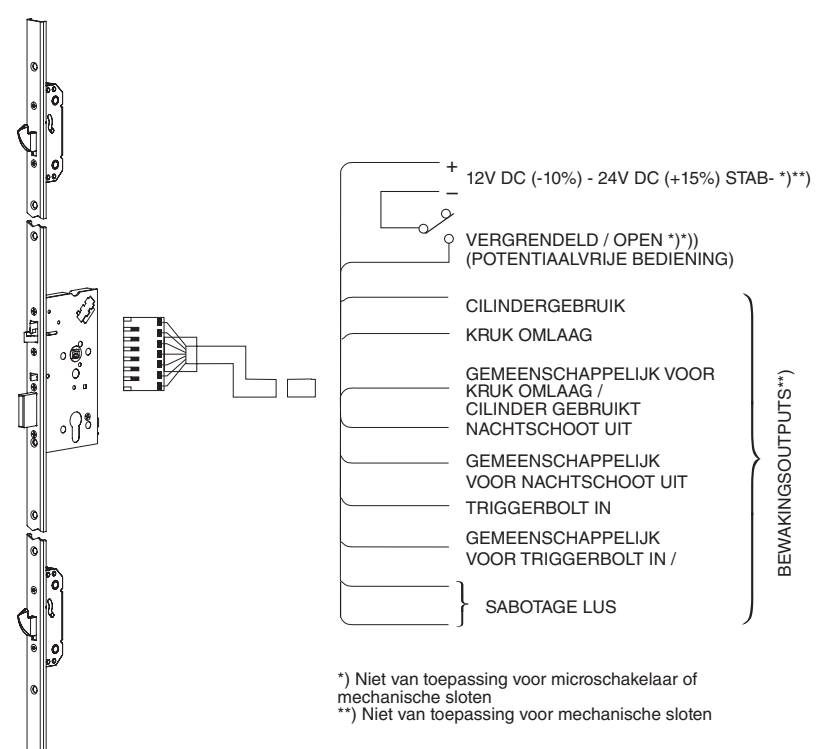 +
12V DC (-10%) - 24V DC (+15%) STAB- *)**)
–
VERGRENDELD / OPEN *)*))
(POTENTIAALVRIJE BEDIENING)
CILINDERGEBRUIK
KRUK OMLAAG
GEMEENSCHAPPELIJK VOOR
KRUK OMLAAG /
CILINDER GEBRUIKT
NACHTSCHOOT UIT
GEMEENSCHAPPELIJK
VOOR NACHTSCHOOT UIT
TRIGGERBOLT IN
GEMEENSCHAPPELIJK
VOOR TRIGGERBOLT IN /
SABOTAGE LUS
BEWAKINGSOUTPUTS**)
*) Niet van toepassing voor microschakelaar of
mechanische sloten
**) Niet van toepassing voor mechanische sloten